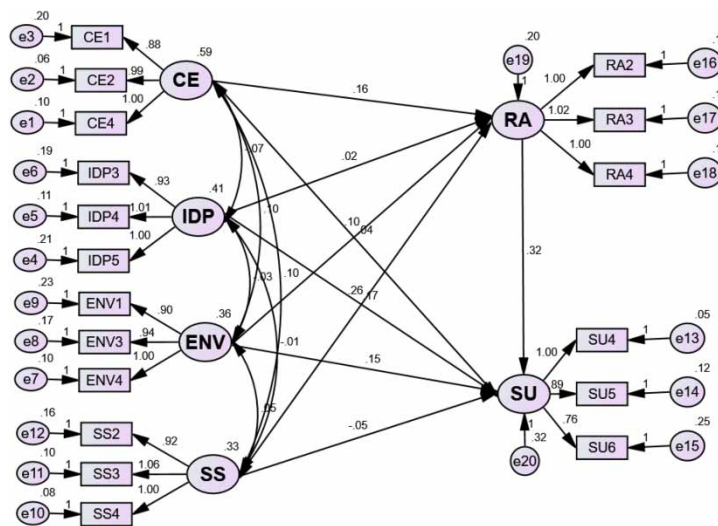 .20
e3 1 CE1 .88
.06
e2 1 CE2 .99
.10
e1 1 CE4 1.00
.59
CE
.19
e6 1 IDP3 .93
.11
e5 1 IDP4 1.01
.21
e4 1 IDP5 1.00
.41
IDP
.23
e9 1 ENV1 .90
.17
e8 1 ENV3 .94
.10
e7 1 ENV4 1.00
.36
ENV
.16
e12 1 SS2 .92
.10
e11 1 SS3 1.06
.08
e10 1 SS4 1.00
.33
SS
.07
.10
-.03
.10
-.01
.05
.16
.02
.10
.04
.26
.17
.15
-.05
.32
.20
e19
1
RA
1.00 RA2 1 e16
1.02 RA3 1 e17
1.00 RA4 1 e18
SU
.05
1.00 SU4 1 e13
.12
.89 SU5 1 e14
.25
.76 SU6 1 e15
1
.32
e20